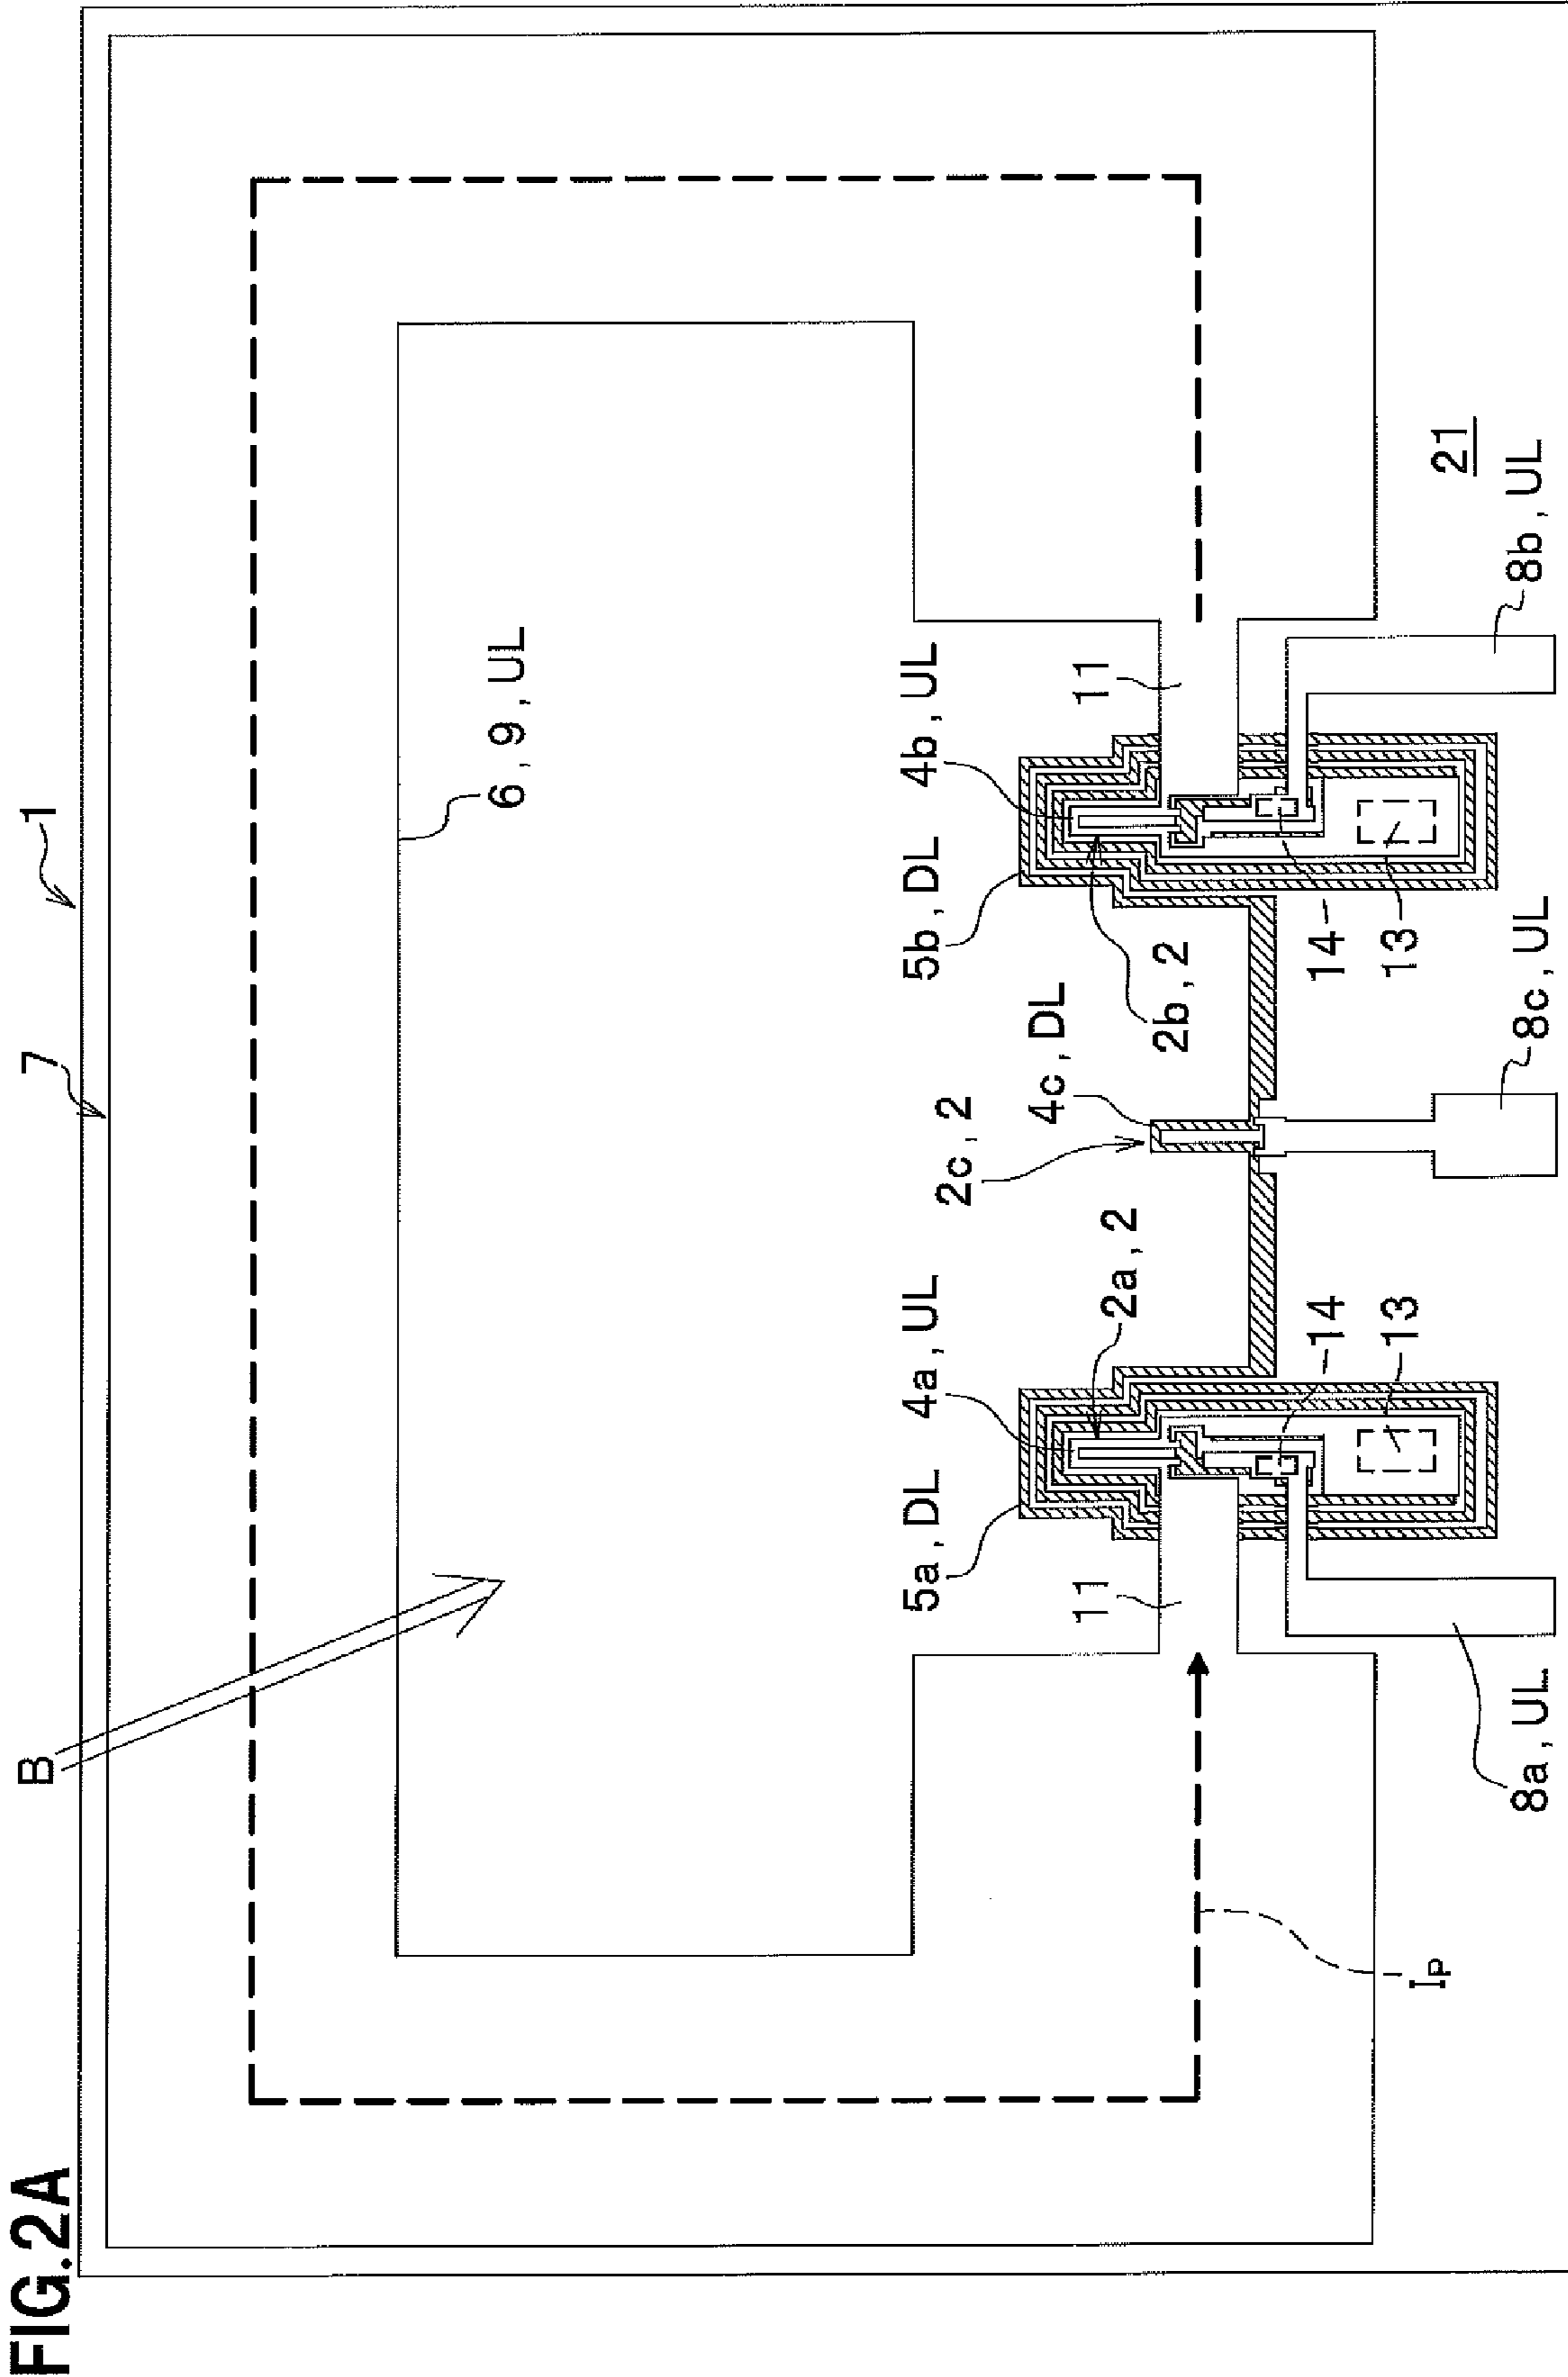 FIG.2A
B
7
1
6, 9, UL
5a, DL
4a, UL
2a, 2
2c, 2
4c, DL
5b, DL
4b, UL
2b, 2
11
11
14
13
14
13
21
IP
8a, UL
8c, UL
8b, UL